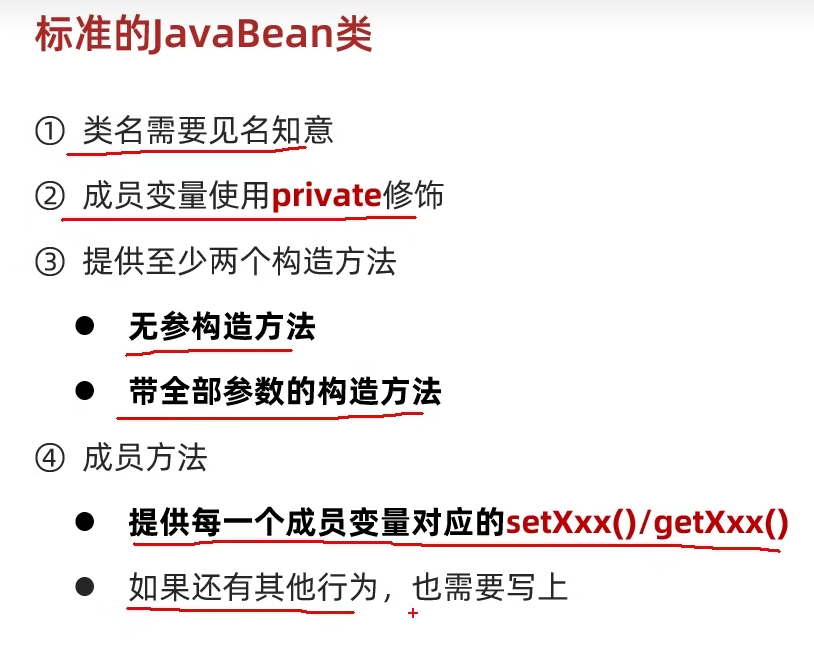 标准的JavaBean类
① 类名需要见名知意
② 成员变量使用private修饰
③ 提供至少两个构造方法
● 无参构造方法
● 带全部参数的构造方法
④ 成员方法
● 提供每一个成员变量对应的setXxx()/getXxx()
● 如果还有其他行为，也需要写上